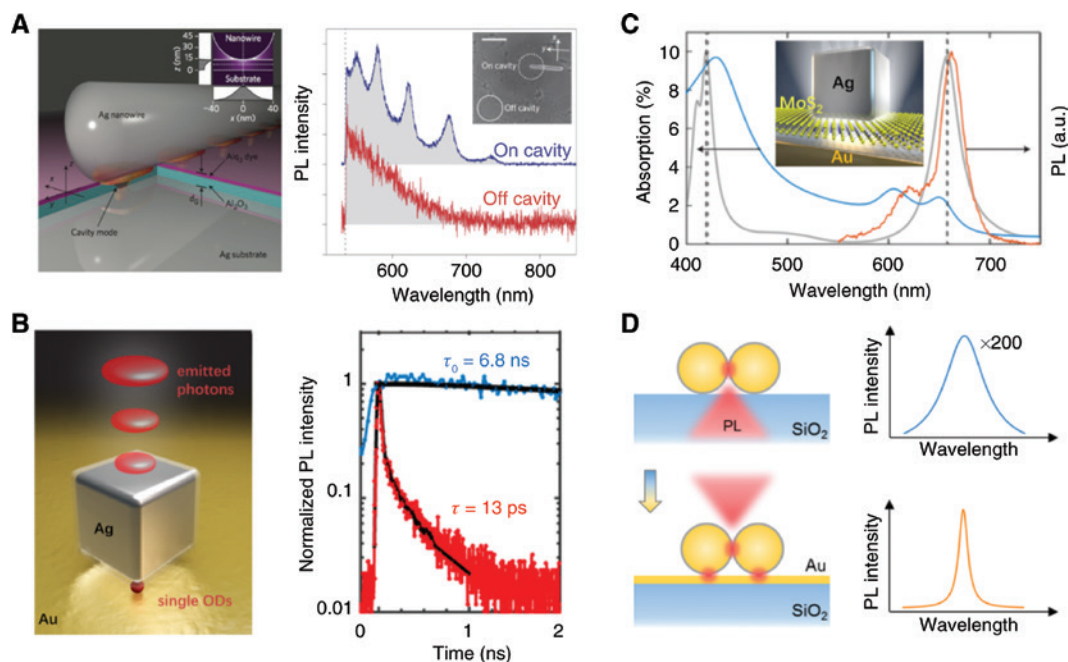 A
z (nm)
45
30
15
0
Nanowire
Substrate
−40
0
40
x (nm)
Ag nanowire
Alq3 dye
Al2O3
dg
Cavity mode
Ag substrate
PL intensity
On cavity
Off cavity
x
y
On cavity
Off cavity
600
700
800
Wavelength (nm)
C
Absorption (%)
10
8
6
4
2
0
Ag
MoS2
Au
PL (a.u.)
400
500
600
700
Wavelength (nm)
B
emitted
photons
Ag
single QDs
Au
Normalized PL intensity
1
0.1
0.01
τ0 = 6.8 ns
τ = 13 ps
0
1
2
Time (ns)
D
PL
SiO2
PL intensity
×200
Wavelength
Au
SiO2
PL intensity
Wavelength